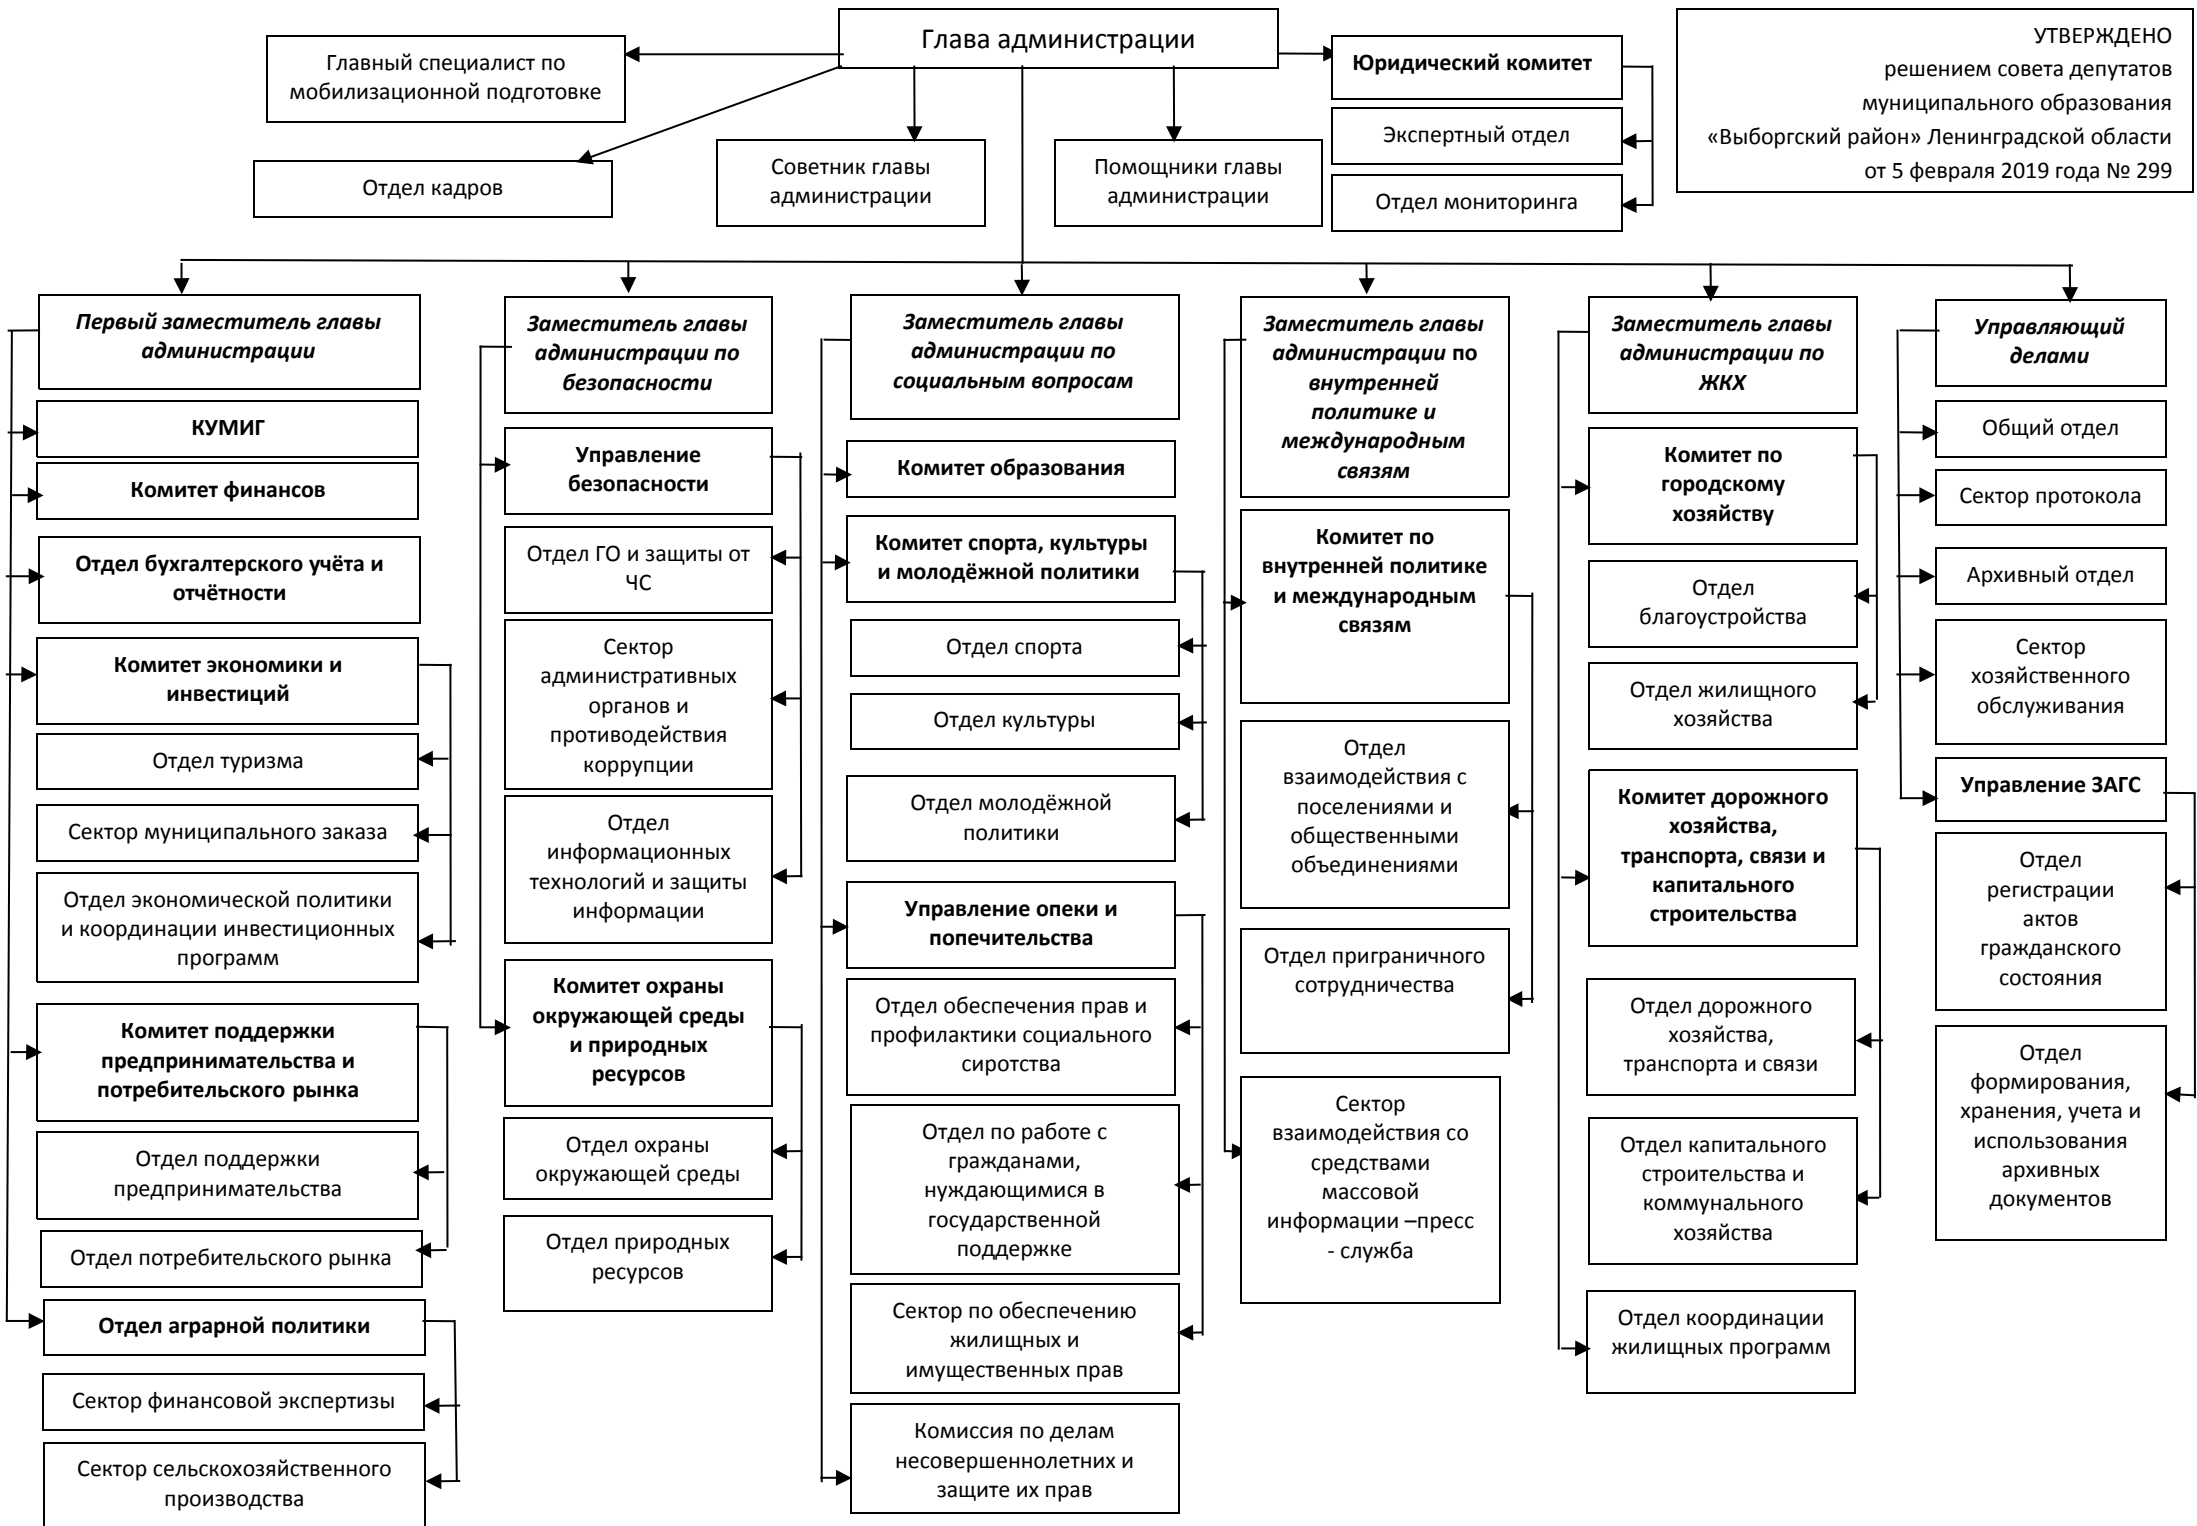 Глава администрации
УТВЕРЖДЕНО
решением совета депутатов
муниципального образования
«Выборгский район» Ленинградской области
от 5 февраля 2019 года № 299
Главный специалист по
мобилизационной подготовке
Отдел кадров
Советник главы
администрации
Помощники главы
администрации
Юридический комитет
Экспертный отдел
Отдел мониторинга
Первый заместитель главы
администрации
КУМИГ
Комитет финансов
Отдел бухгалтерского учёта и
отчётности
Комитет экономики и
инвестиций
Отдел туризма
Сектор муниципального заказа
Отдел экономической политики
и координации инвестиционных
программ
Комитет поддержки
предпринимательства и
потребительского рынка
Отдел поддержки
предпринимательства
Отдел потребительского рынка
Отдел аграрной политики
Сектор финансовой экспертизы
Сектор сельскохозяйственного
производства
Заместитель главы
администрации по
безопасности
Управление
безопасности
Отдел ГО и защиты от
ЧС
Сектор
административных
органов и
противодействия
коррупции
Отдел
информационных
технологий и защиты
информации
Комитет охраны
окружающей среды
и природных
ресурсов
Отдел охраны
окружающей среды
Отдел природных
ресурсов
Заместитель главы
администрации по
социальным вопросам
Комитет образования
Комитет спорта, культуры
и молодёжной политики
Отдел спорта
Отдел культуры
Отдел молодёжной
политики
Управление опеки и
попечительства
Отдел обеспечения прав и
профилактики социального
сиротства
Отдел по работе с
гражданами,
нуждающимися в
государственной
поддержке
Сектор по обеспечению
жилищных и
имущественных прав
Комиссия по делам
несовершеннолетних и
защите их прав
Заместитель главы
администрации по
внутренней
политике и
международным
связям
Комитет по
внутренней политике
и международным
связям
Отдел
взаимодействия с
поселениями и
общественными
объединениями
Отдел приграничного
сотрудничества
Сектор
взаимодействия со
средствами
массовой
информации –пресс
- служба
Заместитель главы
администрации по
ЖКХ
Комитет по
городскому
хозяйству
Отдел
благоустройства
Отдел жилищного
хозяйства
Комитет дорожного
хозяйства,
транспорта, связи и
капитального
строительства
Отдел дорожного
хозяйства,
транспорта и связи
Отдел капитального
строительства и
коммунального
хозяйства
Отдел координации
жилищных программ
Управляющий
делами
Общий отдел
Сектор протокола
Архивный отдел
Сектор
хозяйственного
обслуживания
Управление ЗАГС
Отдел
регистрации
актов
гражданского
состояния
Отдел
формирования,
хранения, учета и
использования
архивных
документов